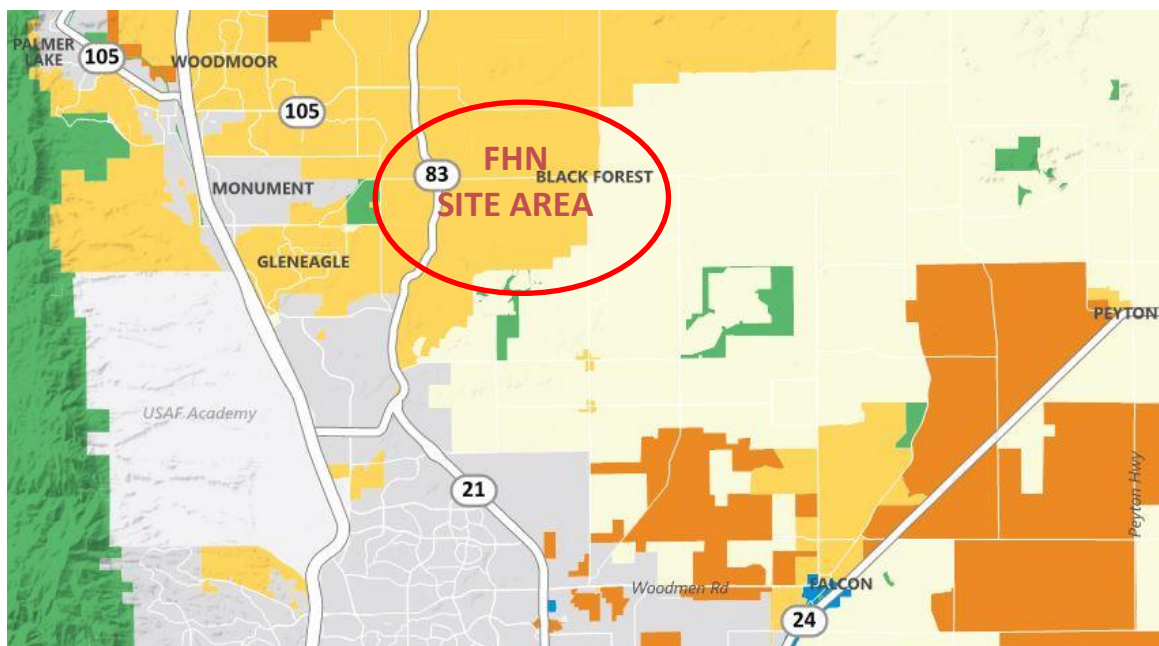 PALMER
LAKE
105
WOODMOOR
105
83
FHN
SITE AREA
BLACK FOREST
MONUMENT
GLENEAGLE
PEYTON
USAF Academy
21
Peyton Hwy
Woodmen Rd
FALCON
24